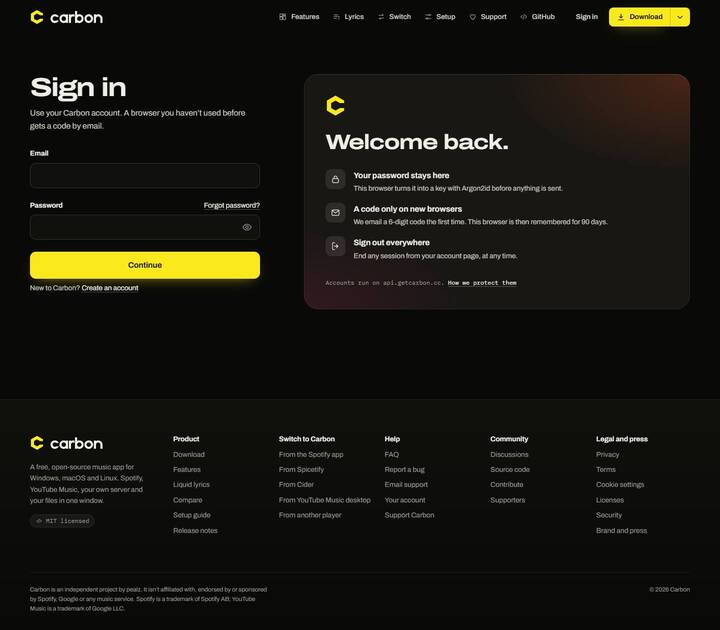 carbon
Features
Lyrics
Switch
Setup
Support
GitHub
Sign in
Download
Sign in
Use your Carbon account. A browser you haven't used before
gets a code by email.
Email
Password
Forgot password?
Continue
New to Carbon? Create an account
Welcome back.
Your password stays here
This browser turns it into a key with Argon2id before anything is sent.
A code only on new browsers
We email a 6-digit code the first time. This browser is then remembered for 90 days.
Sign out everywhere
End any session from your account page, at any time.
Accounts run on api.getcarbon.cc. How we protect them
carbon
A free, open-source music app for
Windows, macOS and Linux. Spotify,
YouTube Music, your own server and
your files in one window.
MIT licensed
Product
Download
Features
Liquid lyrics
Compare
Setup guide
Release notes
Switch to Carbon
From the Spotify app
From Spicetify
From Cider
From YouTube Music desktop
From another player
Help
FAQ
Report a bug
Email support
Your account
Support Carbon
Community
Discussions
Source code
Contribute
Supporters
Legal and press
Privacy
Terms
Cookie settings
Licenses
Security
Brand and press
Carbon is an independent project by pealz. It isn't affiliated with, endorsed by or sponsored
by Spotify, Google or any music service. Spotify is a trademark of Spotify AB; YouTube
Music is a trademark of Google LLC.
© 2026 Carbon